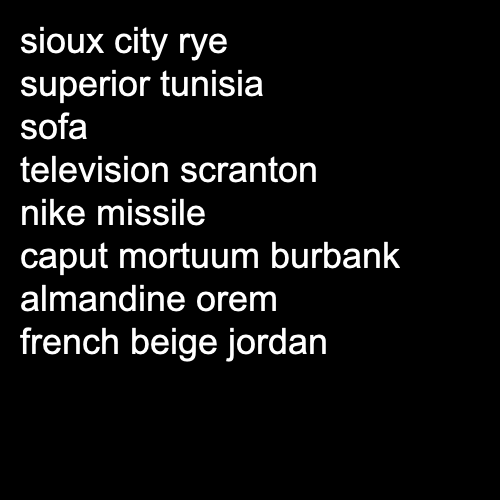 sioux city rye
superior tunisia
sofa
television scranton
nike missile
caput mortuum burbank
almandine orem
french beige jordan